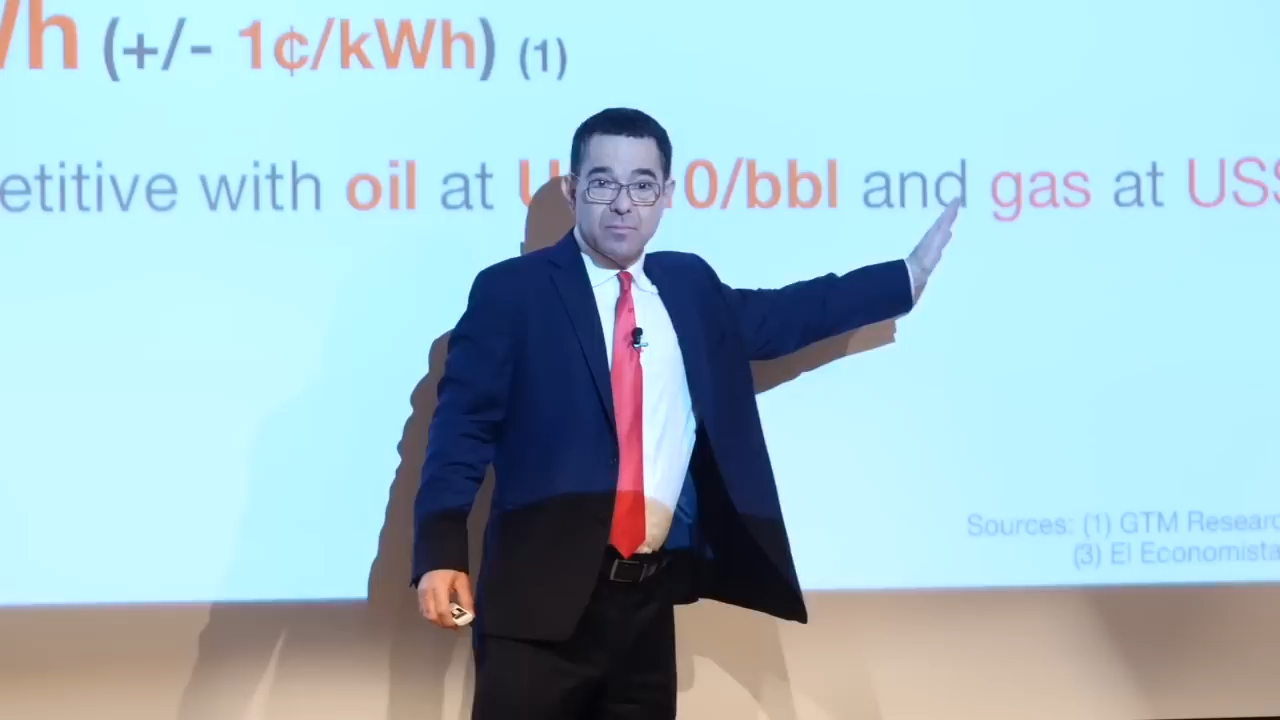 Wh (+/- 1¢/kWh) (1)
etitive with oil at U 0/bbl and gas at US$
Sources: (1) GTM Researc
(3) El Economista